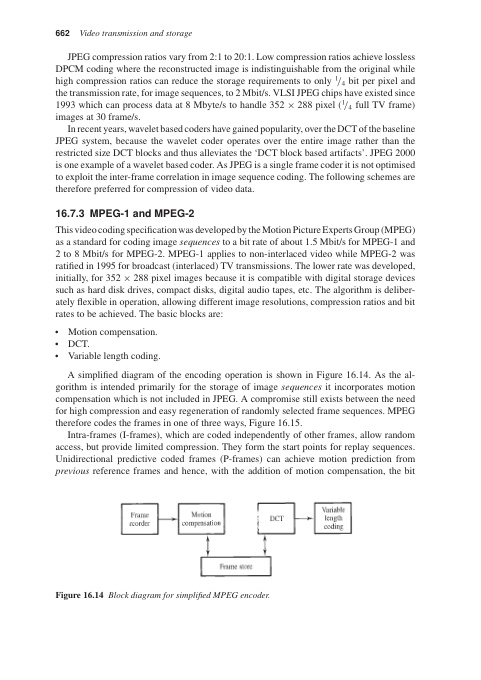 662 Video transmission and storage
JPEG compression ratios vary from 2:1 to 20:1. Low compression ratios achieve lossless
DPCM coding where the reconstructed image is indistinguishable from the original while
high compression ratios can reduce the storage requirements to only 1/4 bit per pixel and
the transmission rate, for image sequences, to 2 Mbit/s. VLSI JPEG chips have existed since
1993 which can process data at 8 Mbyte/s to handle 352 × 288 pixel (1/4 full TV frame)
images at 30 frame/s.
In recent years, wavelet based coders have gained popularity, over the DCT of the baseline
JPEG system, because the wavelet coder operates over the entire image rather than the
restricted size DCT blocks and thus alleviates the ‘DCT block based artifacts’. JPEG 2000
is one example of a wavelet based coder. As JPEG is a single frame coder it is not optimised
to exploit the inter-frame correlation in image sequence coding. The following schemes are
therefore preferred for compression of video data.
16.7.3 MPEG-1 and MPEG-2
This video coding specification was developed by the Motion Picture Experts Group (MPEG)
as a standard for coding image sequences to a bit rate of about 1.5 Mbit/s for MPEG-1 and
2 to 8 Mbit/s for MPEG-2. MPEG-1 applies to non-interlaced video while MPEG-2 was
ratified in 1995 for broadcast (interlaced) TV transmissions. The lower rate was developed,
initially, for 352 × 288 pixel images because it is compatible with digital storage devices
such as hard disk drives, compact disks, digital audio tapes, etc. The algorithm is deliber-
ately flexible in operation, allowing different image resolutions, compression ratios and bit
rates to be achieved. The basic blocks are:
• Motion compensation.
• DCT.
• Variable length coding.
A simplified diagram of the encoding operation is shown in Figure 16.14. As the al-
gorithm is intended primarily for the storage of image sequences it incorporates motion
compensation which is not included in JPEG. A compromise still exists between the need
for high compression and easy regeneration of randomly selected frame sequences. MPEG
therefore codes the frames in one of three ways, Figure 16.15.
Intra-frames (I-frames), which are coded independently of other frames, allow random
access, but provide limited compression. They form the start points for replay sequences.
Unidirectional predictive coded frames (P-frames) can achieve motion prediction from
previous reference frames and hence, with the addition of motion compensation, the bit
Frame
reorder
Motion
compensation
DCT
Variable
length
coding
Frame store
Figure 16.14 Block diagram for simplified MPEG encoder.